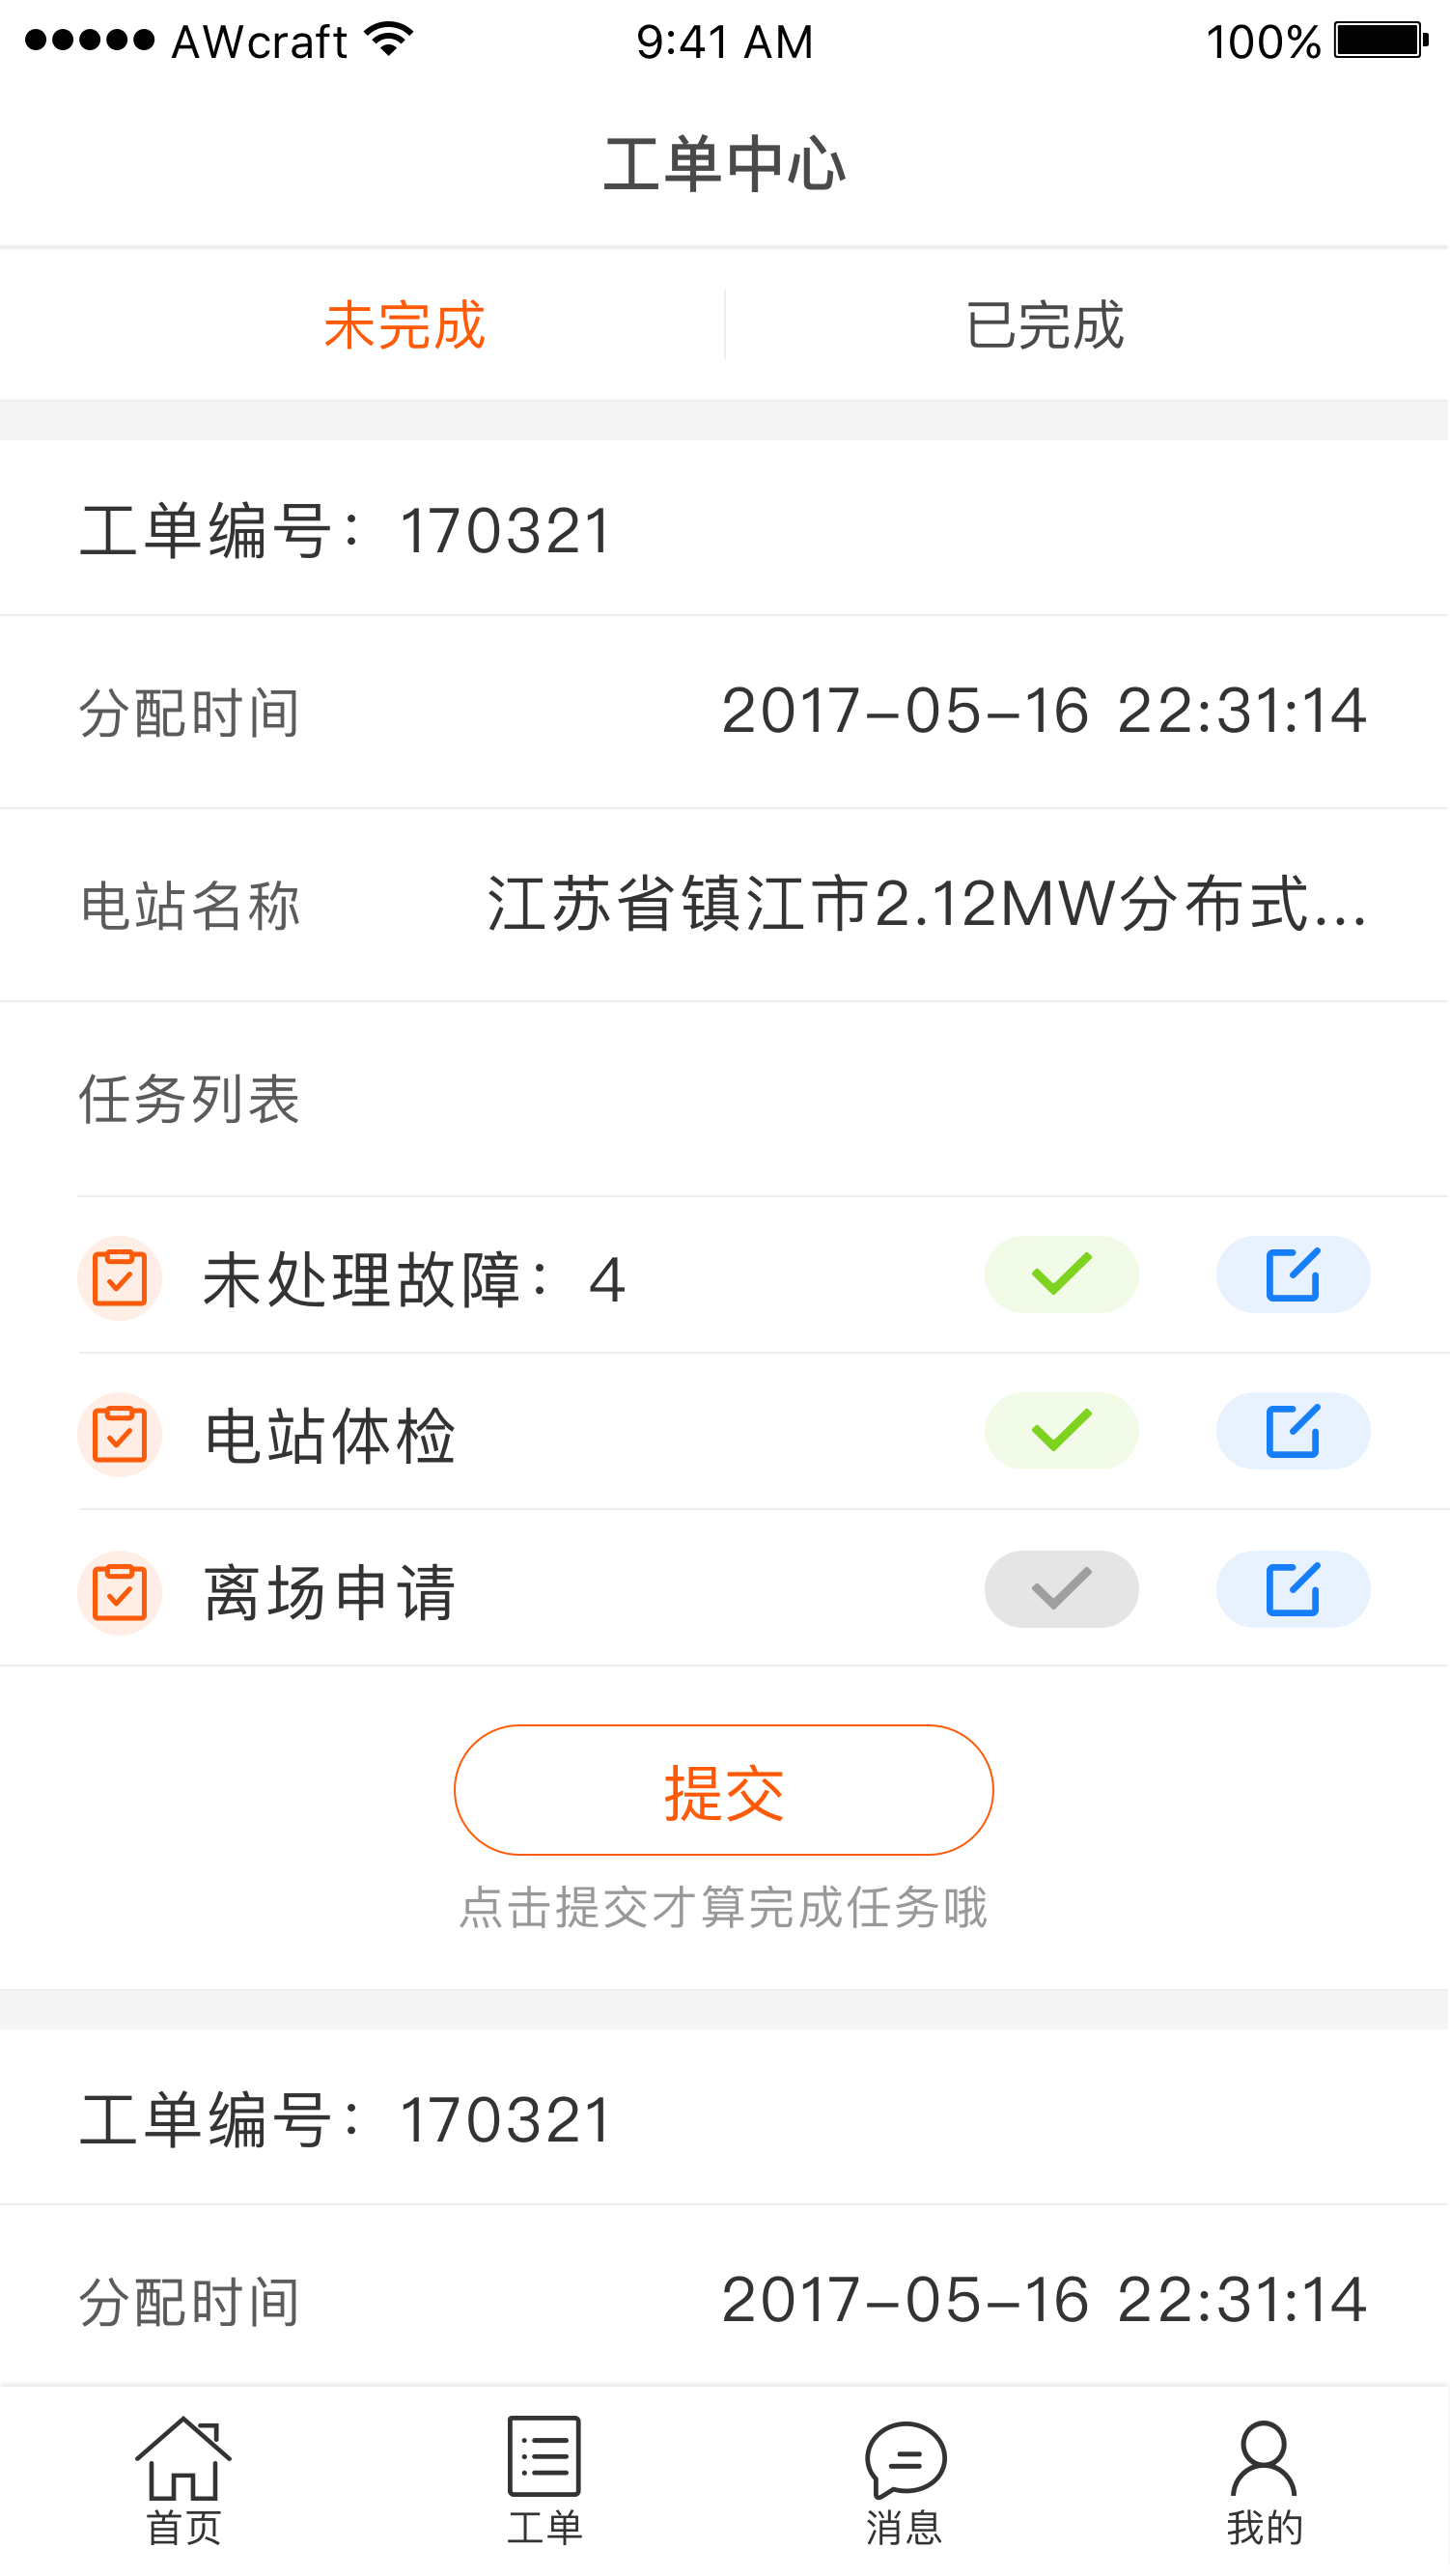 AWcraft 9:41 AM 100%
工单中心
未完成 已完成
工单编号：170321
分配时间 2017-05-16 22:31:14
电站名称 江苏省镇江市2.12MW分布式...
任务列表
未处理故障：4
电站体检
离场申请
提交
点击提交才算完成任务哦
工单编号：170321
分配时间 2017-05-16 22:31:14
首页 工单 消息 我的